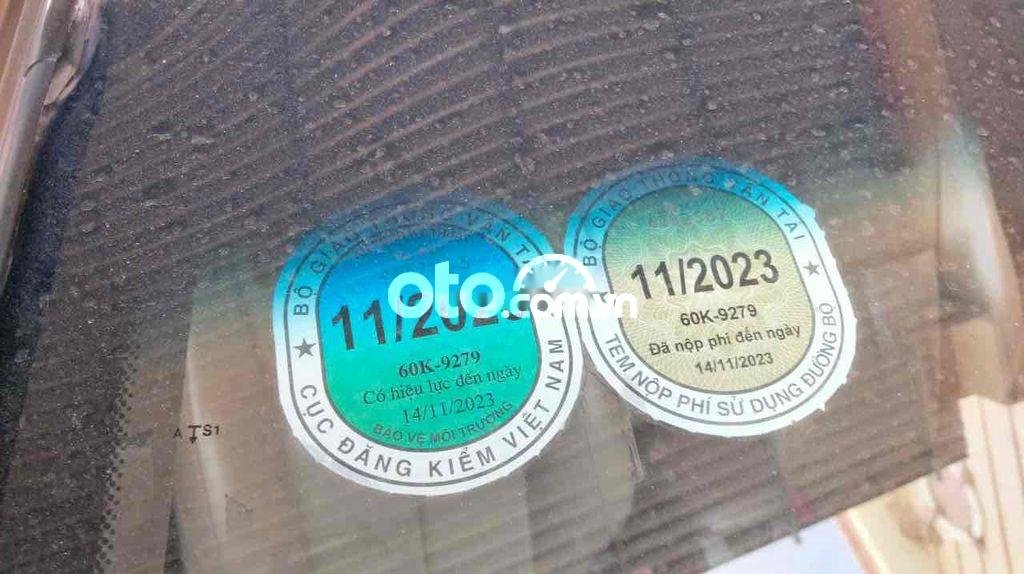 BỘ GIAO THÔNG VẬN TẢI
11/2023
60K-9279
Có hiệu lực đến ngày
14/11/2023
BẢO VỆ MÔI TRƯỜNG
★ CỤC ĐĂNG KIỂM VIỆT NAM
BỘ GIAO THÔNG VẬN TẢI ★
11/2023
60K-9279
Đã nộp phí đến ngày
14/11/2023
TEM NỘP PHÍ SỬ DỤNG ĐƯỜNG BỘ
oto.com.vn
AS1